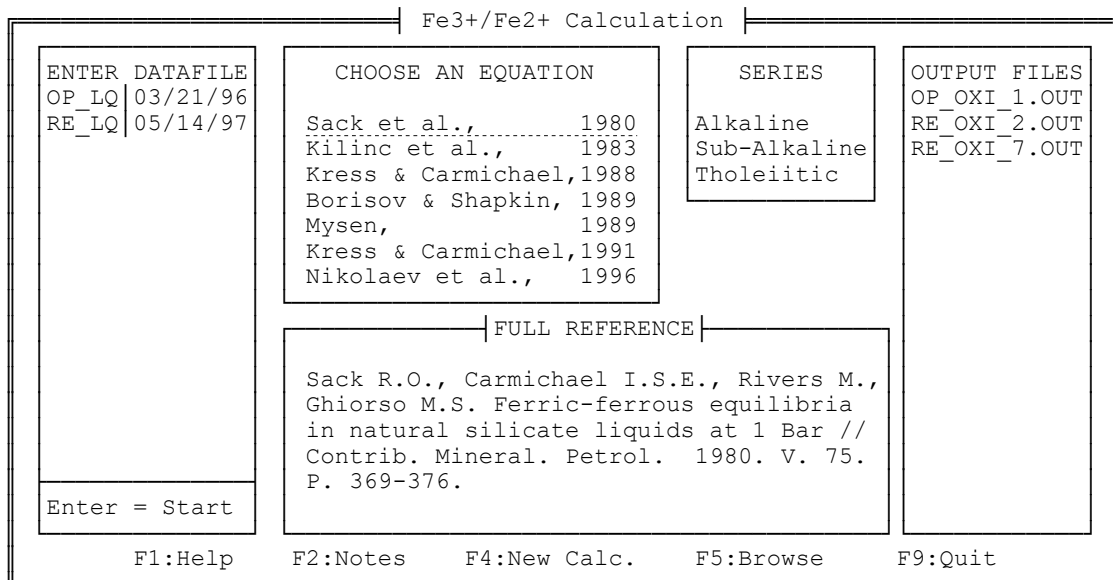 Fe3+/Fe2+ Calculation
ENTER DATAFILE
OP_LQ|03/21/96
RE_LQ|05/14/97
Enter = Start
CHOOSE AN EQUATION
Sack et al., 1980
Kilinc et al., 1983
Kress & Carmichael,1988
Borisov & Shapkin, 1989
Mysen, 1989
Kress & Carmichael,1991
Nikolaev et al., 1996
SERIES
Alkaline
Sub-Alkaline
Tholeiitic
OUTPUT FILES
OP_OXI_1.OUT
RE_OXI_2.OUT
RE_OXI_7.OUT
FULL REFERENCE
Sack R.O., Carmichael I.S.E., Rivers M.,
Ghiorso M.S. Ferric-ferrous equilibria
in natural silicate liquids at 1 Bar //
Contrib. Mineral. Petrol. 1980. V. 75.
P. 369-376.
F1:Help F2:Notes F4:New Calc. F5:Browse F9:Quit